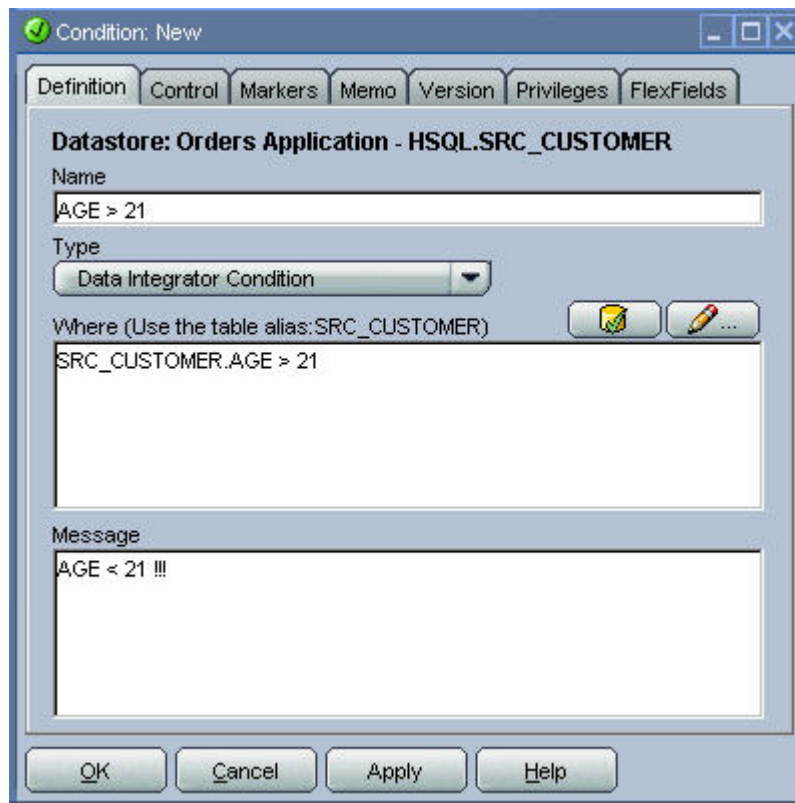 Condition: New
Definition Control Markers Memo Version Privileges FlexFields
Datastore: Orders Application - HSQL.SRC_CUSTOMER
Name
AGE > 21
Type
Data Integrator Condition
Where (Use the table alias:SRC_CUSTOMER)
...
SRC_CUSTOMER.AGE > 21
Message
AGE < 21 !!!
OK Cancel Apply Help